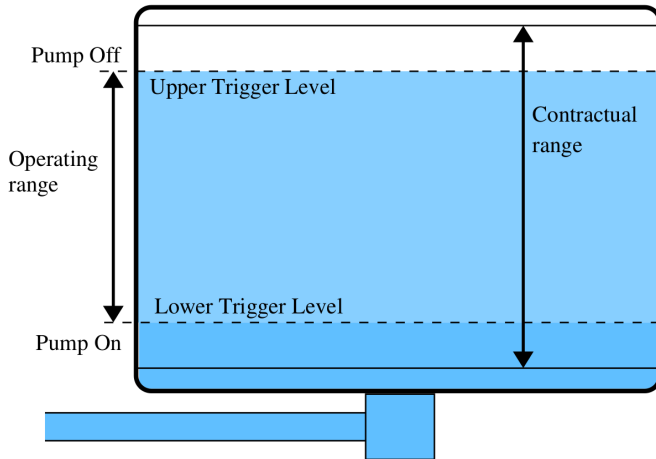 Pump Off
Upper Trigger Level
Contractual
range
Operating
range
Lower Trigger Level
Pump On